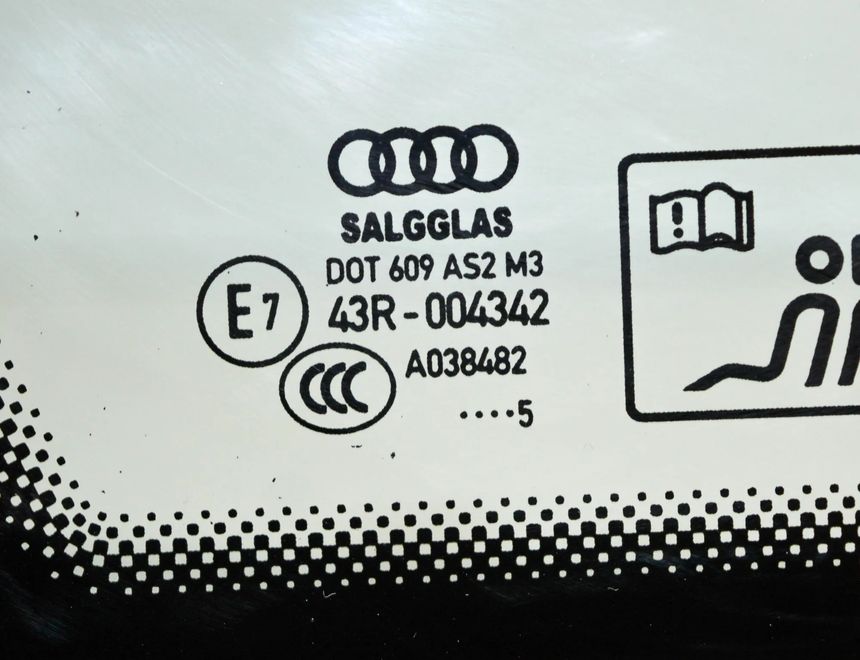 SALGGLAS
DOT 609 AS2 M3
E7
43R-004342
CCC
A038482
....5
!